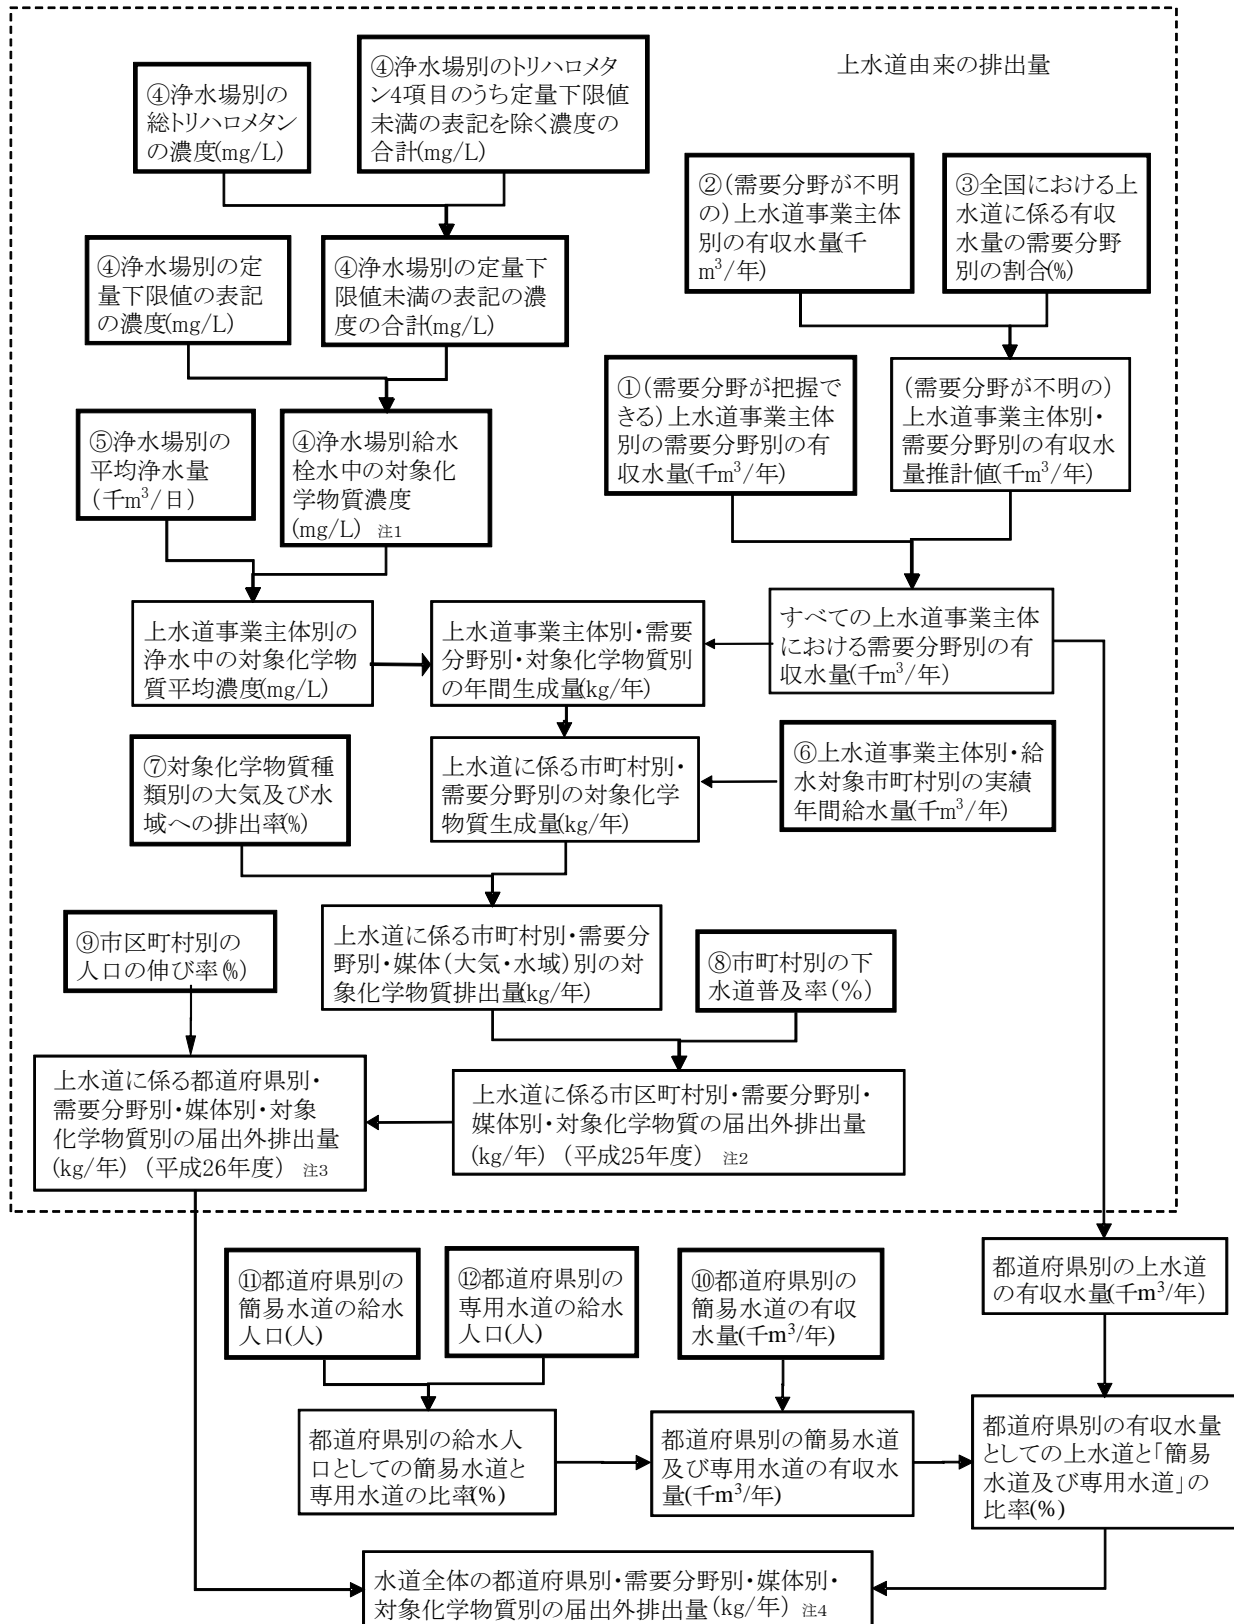 上水道由来の排出量
④浄水場別の
総トリハロメタン
の濃度(mg/L)
④浄水場別のトリハロメタ
ン4項目のうち定量下限値
未満の表記を除く濃度の
合計(mg/L)
②(需要分野が不明
の)上水道事業主体
別の有収水量(千
m³/年)
③全国における上
水道に係る有収
水量の需要分野
別の割合(%)
④浄水場別の定
量下限値の表記
の濃度(mg/L)
④浄水場別の定量下
限値未満の表記の濃
度の合計(mg/L)
①(需要分野が把握で
きる)上水道事業主体
別の需要分野別の有
収水量(千m³/年)
(需要分野が不明の)
上水道事業主体別・
需要分野別の有収水
量推計値(千m³/年)
⑤浄水場別の
平均浄水量
(千m³/日)
④浄水場別給水
栓水中の対象化
学物質濃度
(mg/L) 注1
上水道事業主体別の
浄水中の対象化学物
質平均濃度(mg/L)
上水道事業主体別・需要
分野別・対象化学物質別
の年間生成量(kg/年)
すべての上水道事業主体
における需要分野別の有
収水量(千m³/年)
⑦対象化学物質種
類別の大気及び水
域への排出率(%)
上水道に係る市町村別・
需要分野別の対象化学
物質生成量(kg/年)
⑥上水道事業主体別・給
水対象市町村別の実績
年間給水量(千m³/年)
⑨市区町村別の
人口の伸び率(%)
上水道に係る市町村別・需要分
野別・媒体(大気・水域)別の対
象化学物質排出量(kg/年)
⑧市町村別の下
水道普及率(%)
上水道に係る都道府県別・
需要分野別・媒体別・対象
化学物質別の届出外排出量
(kg/年) (平成26年度) 注3
上水道に係る市区町村別・需要分野別・
媒体別・対象化学物質の届出外排出量
(kg/年) (平成25年度) 注2
⑪都道府県別の
簡易水道の給水
人口(人)
⑫都道府県別の
専用水道の給水
人口(人)
⑩都道府県別の
簡易水道の有収
水量(千m³/年)
都道府県別の上水道
の有収水量(千m³/年)
都道府県別の給水人
口としての簡易水道と
専用水道の比率(%)
都道府県別の簡易水道
及び専用水道の有収水
量(千m³/年)
都道府県別の有収水量
としての上水道と「簡易
水道及び専用水道」の
比率(%)
水道全体の都道府県別・需要分野別・媒体別・
対象化学物質別の届出外排出量(kg/年) 注4